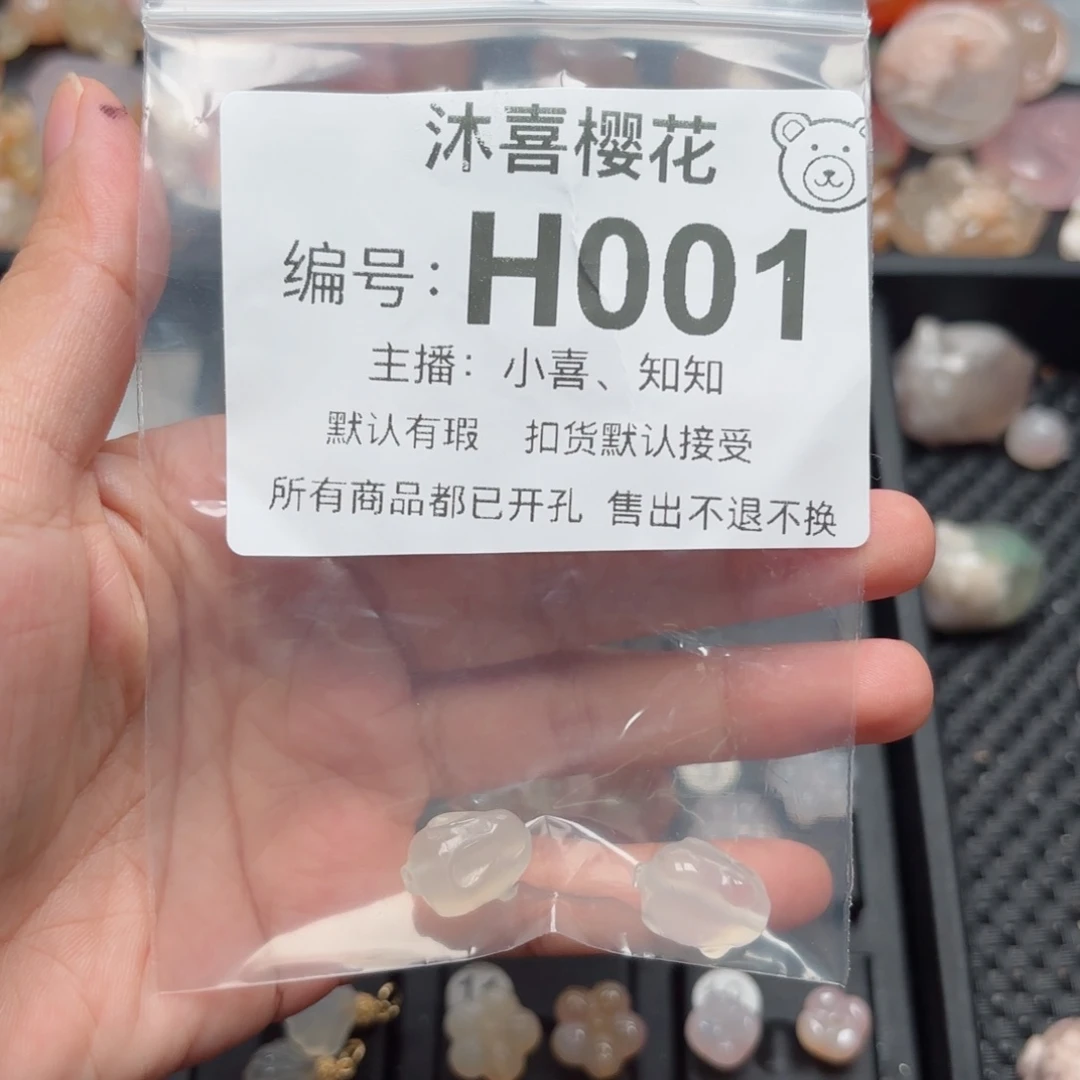 沐喜樱花
编号：H001
主播：小喜、知知
默认有瑕 扣货默认接受
所有商品都已开孔 售出不退不换